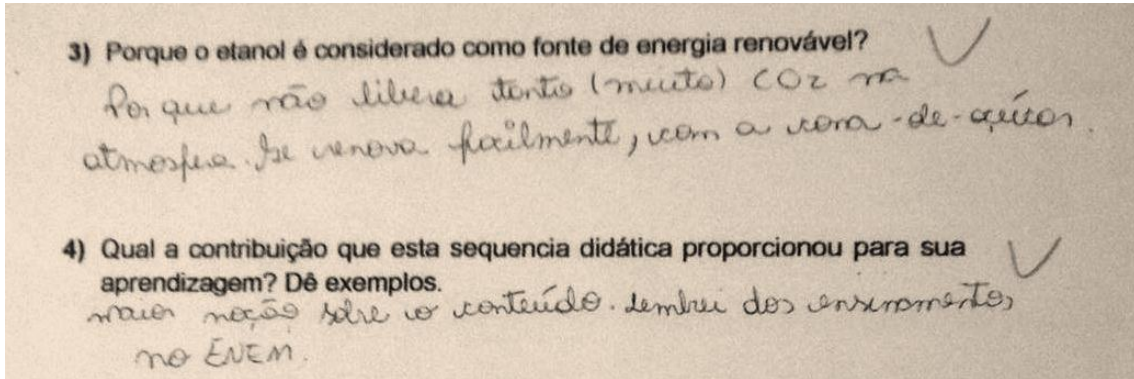 3) Porque o etanol é considerado como fonte de energia renovável?
Por que não libera tanto (muito) CO2 na
atmosfera. Se renova facilmente, com a cana-de-açúcar.
4) Qual a contribuição que esta sequencia didática proporcionou para sua
aprendizagem? Dê exemplos.
maior noção sobre o conteúdo. Lembrei dos ensinamentos
no ENEM.